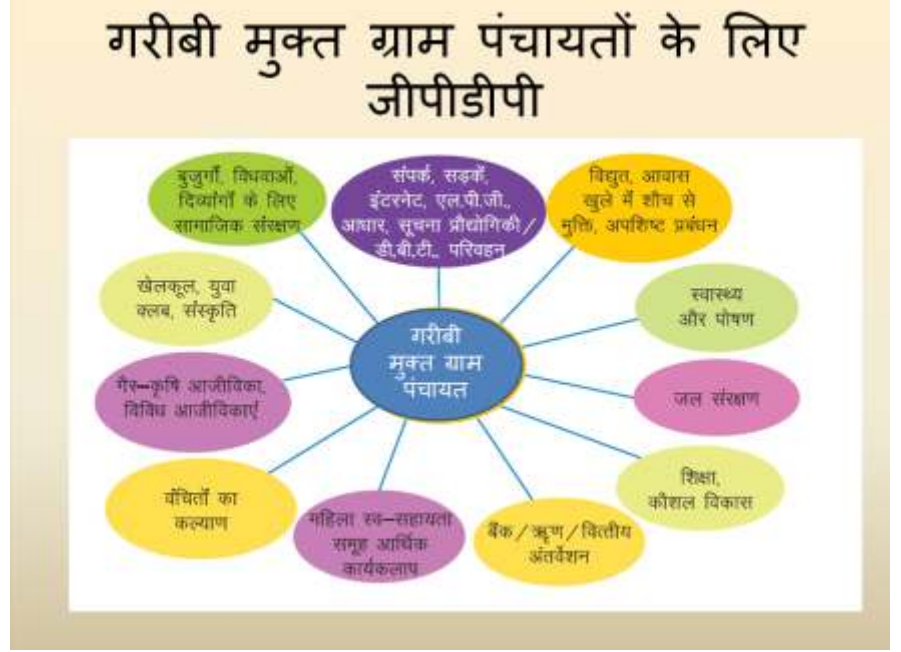 गरीबी मुक्त ग्राम पंचायतों के लिए
जीपीडीपी
बुजुर्गों, विधवाओं,
दिव्यांगों के लिए
सामाजिक संरक्षण
संपर्क, सड़कें,
इंटरनेट, एल.पी.जी.,
आधार, सूचना प्रौद्योगिकी/
डी.बी.टी., परिवहन
विद्युत, आवास
खुले में शौच से
मुक्ति, अपशिष्ट प्रबंधन
खेलकूल, युवा
क्लब, संस्कृति
स्वास्थ्य
और पोषण
गरीबी
मुक्त ग्राम
पंचायत
गैर–कृषि आजीविका,
विविध आजीविकाएँ
जल संरक्षण
शिक्षा,
कौशल विकास
वंचितों का
कल्याण
महिला स्व–सहायता
समूह आर्थिक
कार्यकलाप
बैंक/ऋण/वित्तीय
अंतर्वेशन